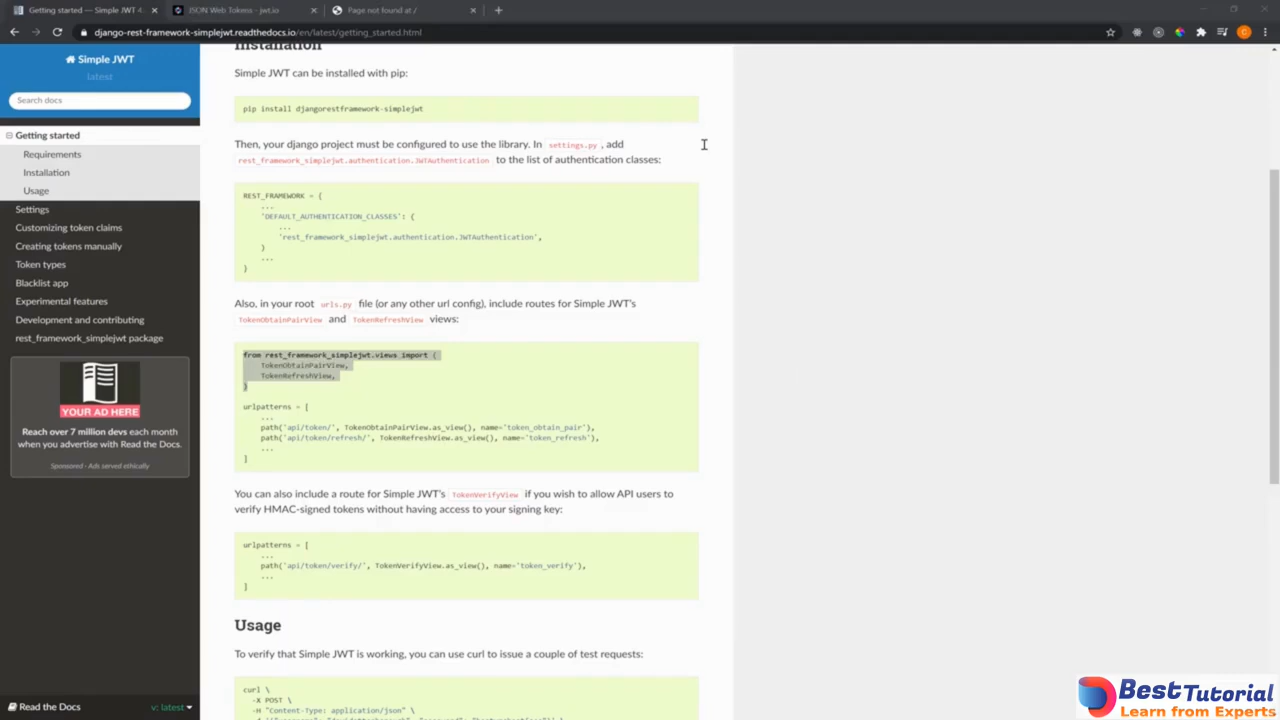 Getting started — Simple JWT 4.
JSON Web Tokens - jwt.io
Page not found at /
django-rest-framework-simplejwt.readthedocs.io/en/latest/getting_started.html
Simple JWT
latest
Search docs
Getting started
Requirements
Installation
Usage
Settings
Customizing token claims
Creating tokens manually
Token types
Blacklist app
Experimental features
Development and contributing
rest_framework_simplejwt package
YOUR AD HERE
Reach over 7 million devs each month
when you advertise with Read the Docs.
Sponsored · Ads served ethically
Read the Docs
v: latest
Installation
Simple JWT can be installed with pip:
pip install djangorestframework-simplejwt
Then, your django project must be configured to use the library. In settings.py, add
rest_framework_simplejwt.authentication.JWTAuthentication to the list of authentication classes:
REST_FRAMEWORK = {
...
'DEFAULT_AUTHENTICATION_CLASSES': (
...
'rest_framework_simplejwt.authentication.JWTAuthentication',
)
...
}
Also, in your root urls.py file (or any other url config), include routes for Simple JWT's
TokenObtainPairView and TokenRefreshView views:
from rest_framework_simplejwt.views import (
TokenObtainPairView,
TokenRefreshView,
)
urlpatterns = [
...
path('api/token/', TokenObtainPairView.as_view(), name='token_obtain_pair'),
path('api/token/refresh/', TokenRefreshView.as_view(), name='token_refresh'),
...
]
You can also include a route for Simple JWT's TokenVerifyView if you wish to allow API users to
verify HMAC-signed tokens without having access to your signing key:
urlpatterns = [
...
path('api/token/verify/', TokenVerifyView.as_view(), name='token_verify'),
...
]
Usage
To verify that Simple JWT is working, you can use curl to issue a couple of test requests:
curl \
-X POST \
-H "Content-Type: application/json" \
BestTutorial
Learn from Experts